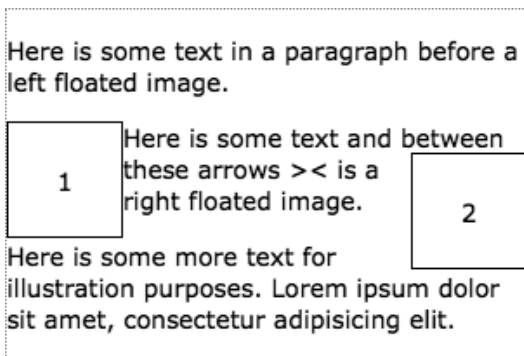 Here is some text in a paragraph before a
left floated image.
Here is some text and between
1
these arrows >< is a
right floated image.
2
Here is some more text for
illustration purposes. Lorem ipsum dolor
sit amet, consectetur adipisicing elit.